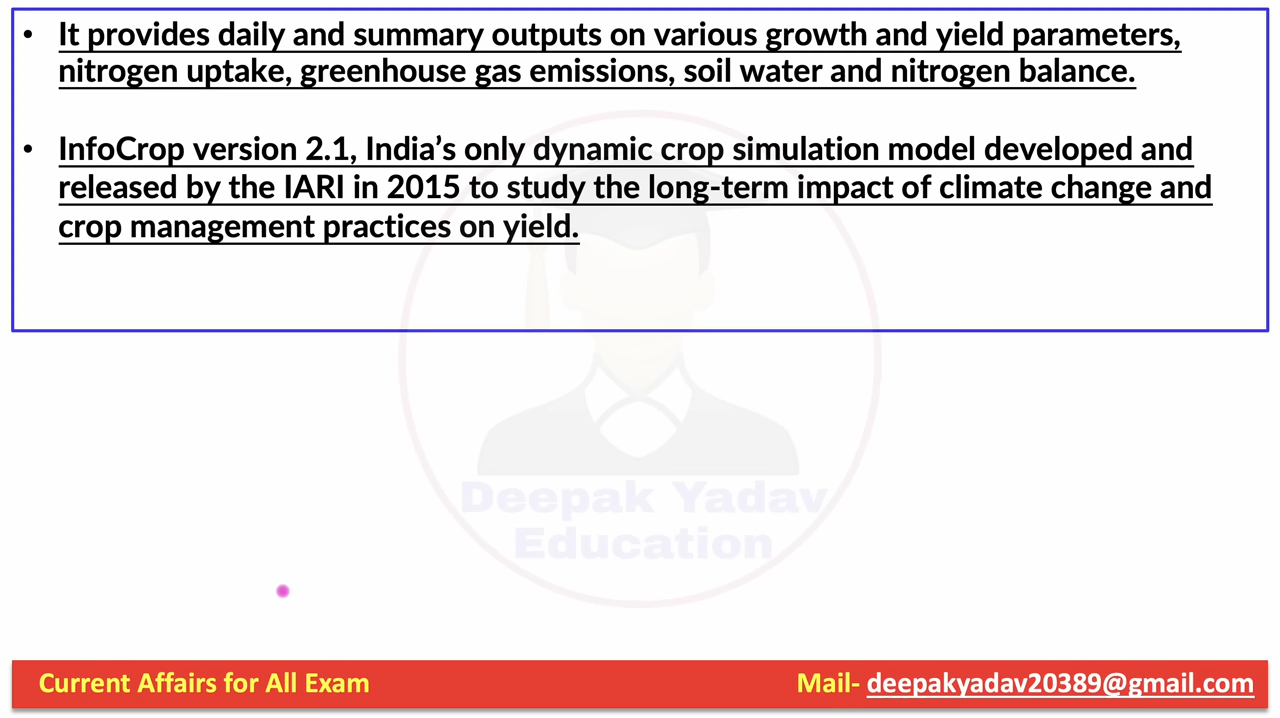 • It provides daily and summary outputs on various growth and yield parameters,
nitrogen uptake, greenhouse gas emissions, soil water and nitrogen balance.
• InfoCrop version 2.1, India’s only dynamic crop simulation model developed and
released by the IARI in 2015 to study the long-term impact of climate change and
crop management practices on yield.
Deepak Yadav
Education
Current Affairs for All Exam
Mail- deepakyadav20389@gmail.com